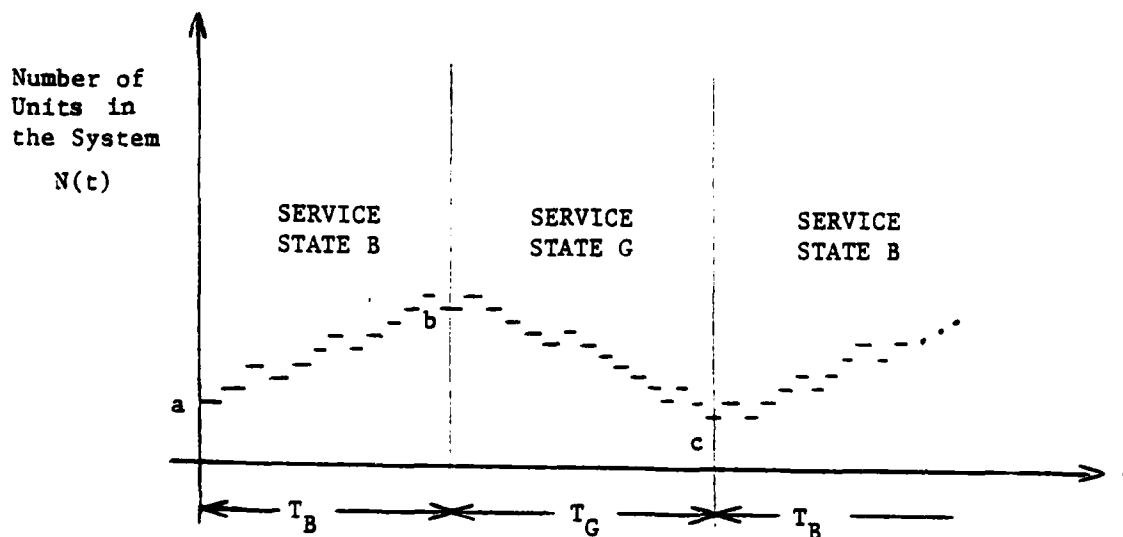 Number of
Units in
the System
N(t)
SERVICE
STATE B
SERVICE
STATE G
SERVICE
STATE B
a
b
c
T_B
T_G
T_B